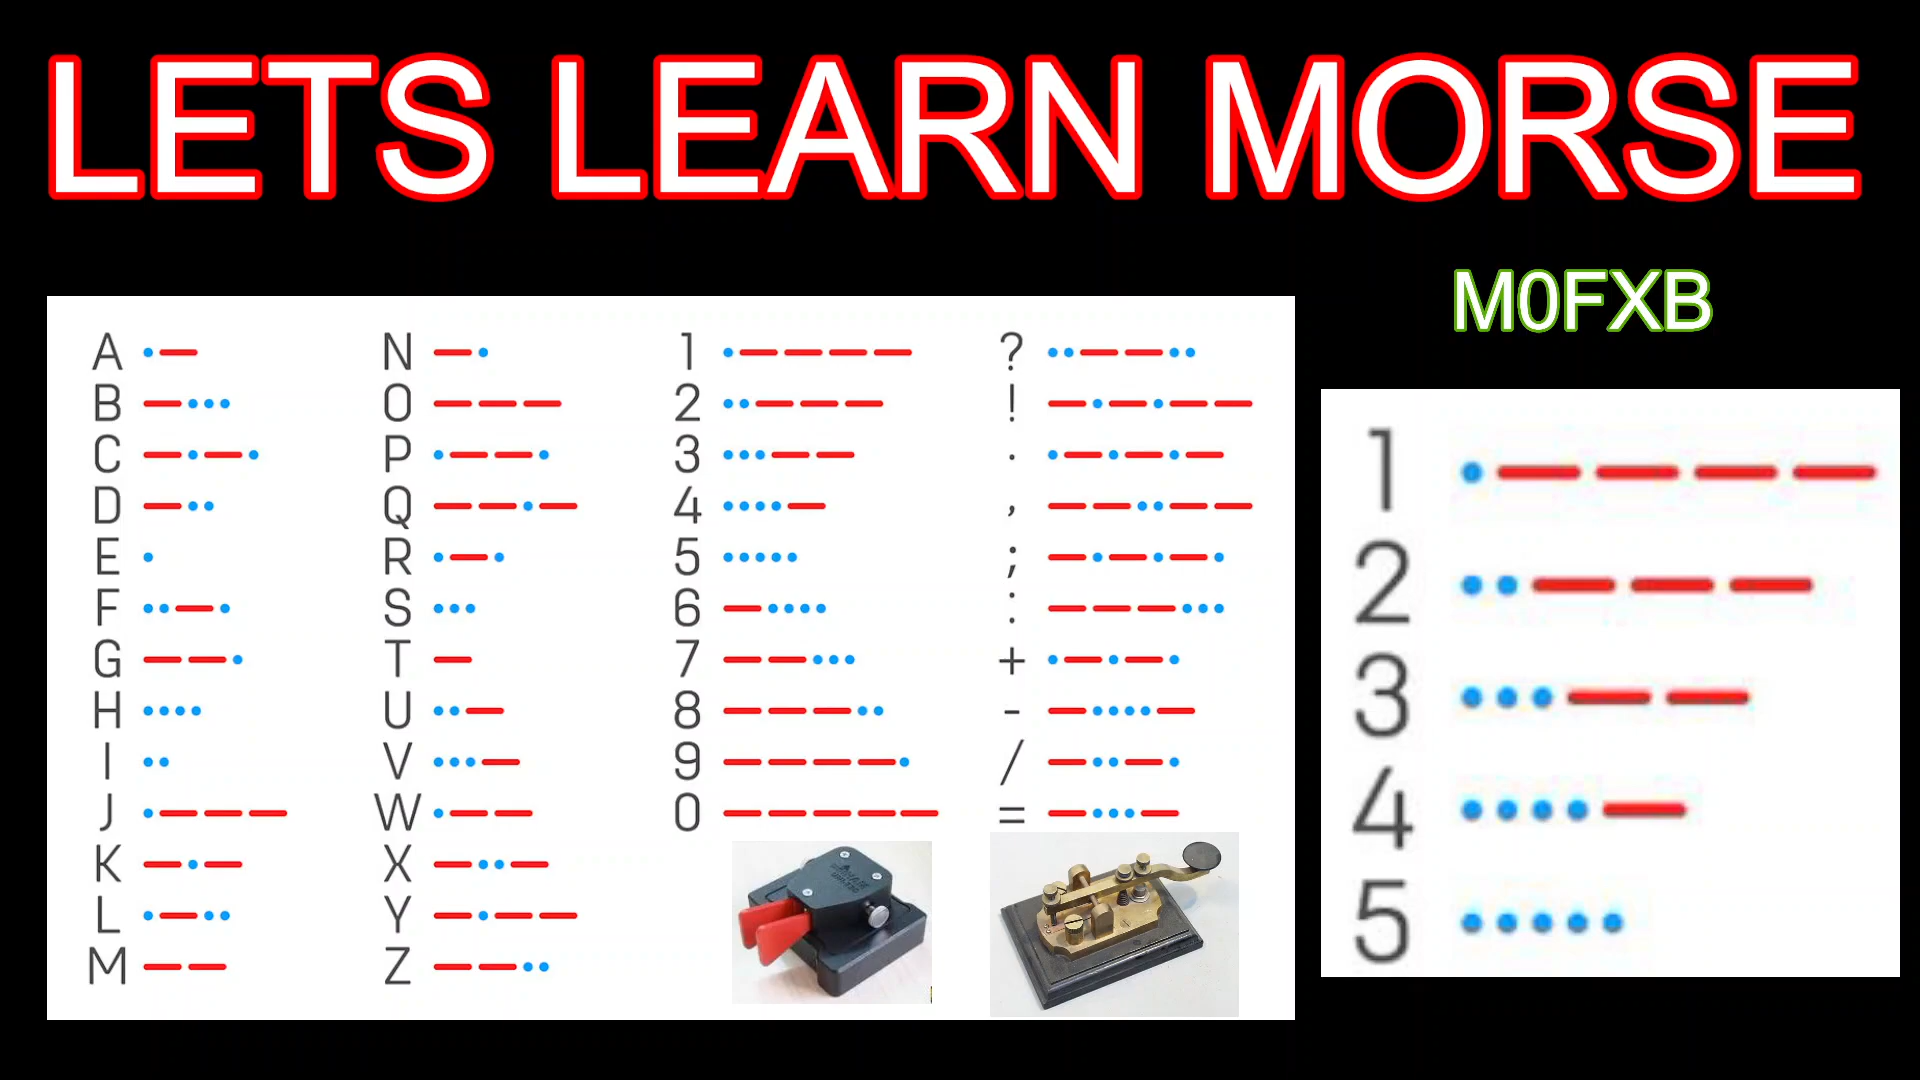 LETS LEARN MORSE
M0FXB
A •— N —• 1 •———— ? ••——••
B —••• O ——— 2 ••——— ! —•—•——
C —•—• P •——• 3 •••—— . •—•—•—
D —•• Q ——•— 4 ••••— , ——••——
E • R •—• 5 ••••• ; —•—•—•
F ••—• S ••• 6 —•••• : ———•••
G ——• T — 7 ——••• + •—•—•
H •••• U ••— 8 ———•• - —••••—
I •• V •••— 9 ————• / —••—•
J •——— W •—— 0 ————— = —•••—
K —•— X —••—
L •—•• Y —•——
M —— Z ——••
1 •————
2 ••———
3 •••——
4 ••••—
5 •••••